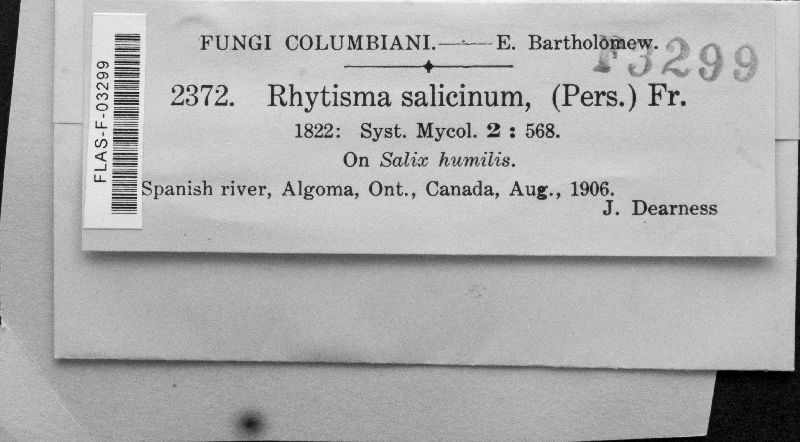 FUNGI COLUMBIANI.—E. Bartholomew.
F3299
2372. Rhytisma salicinum, (Pers.) Fr.
1822: Syst. Mycol. 2 : 568.
On Salix humilis.
Spanish river, Algoma, Ont., Canada, Aug., 1906.
J. Dearness
FLAS-F-03299